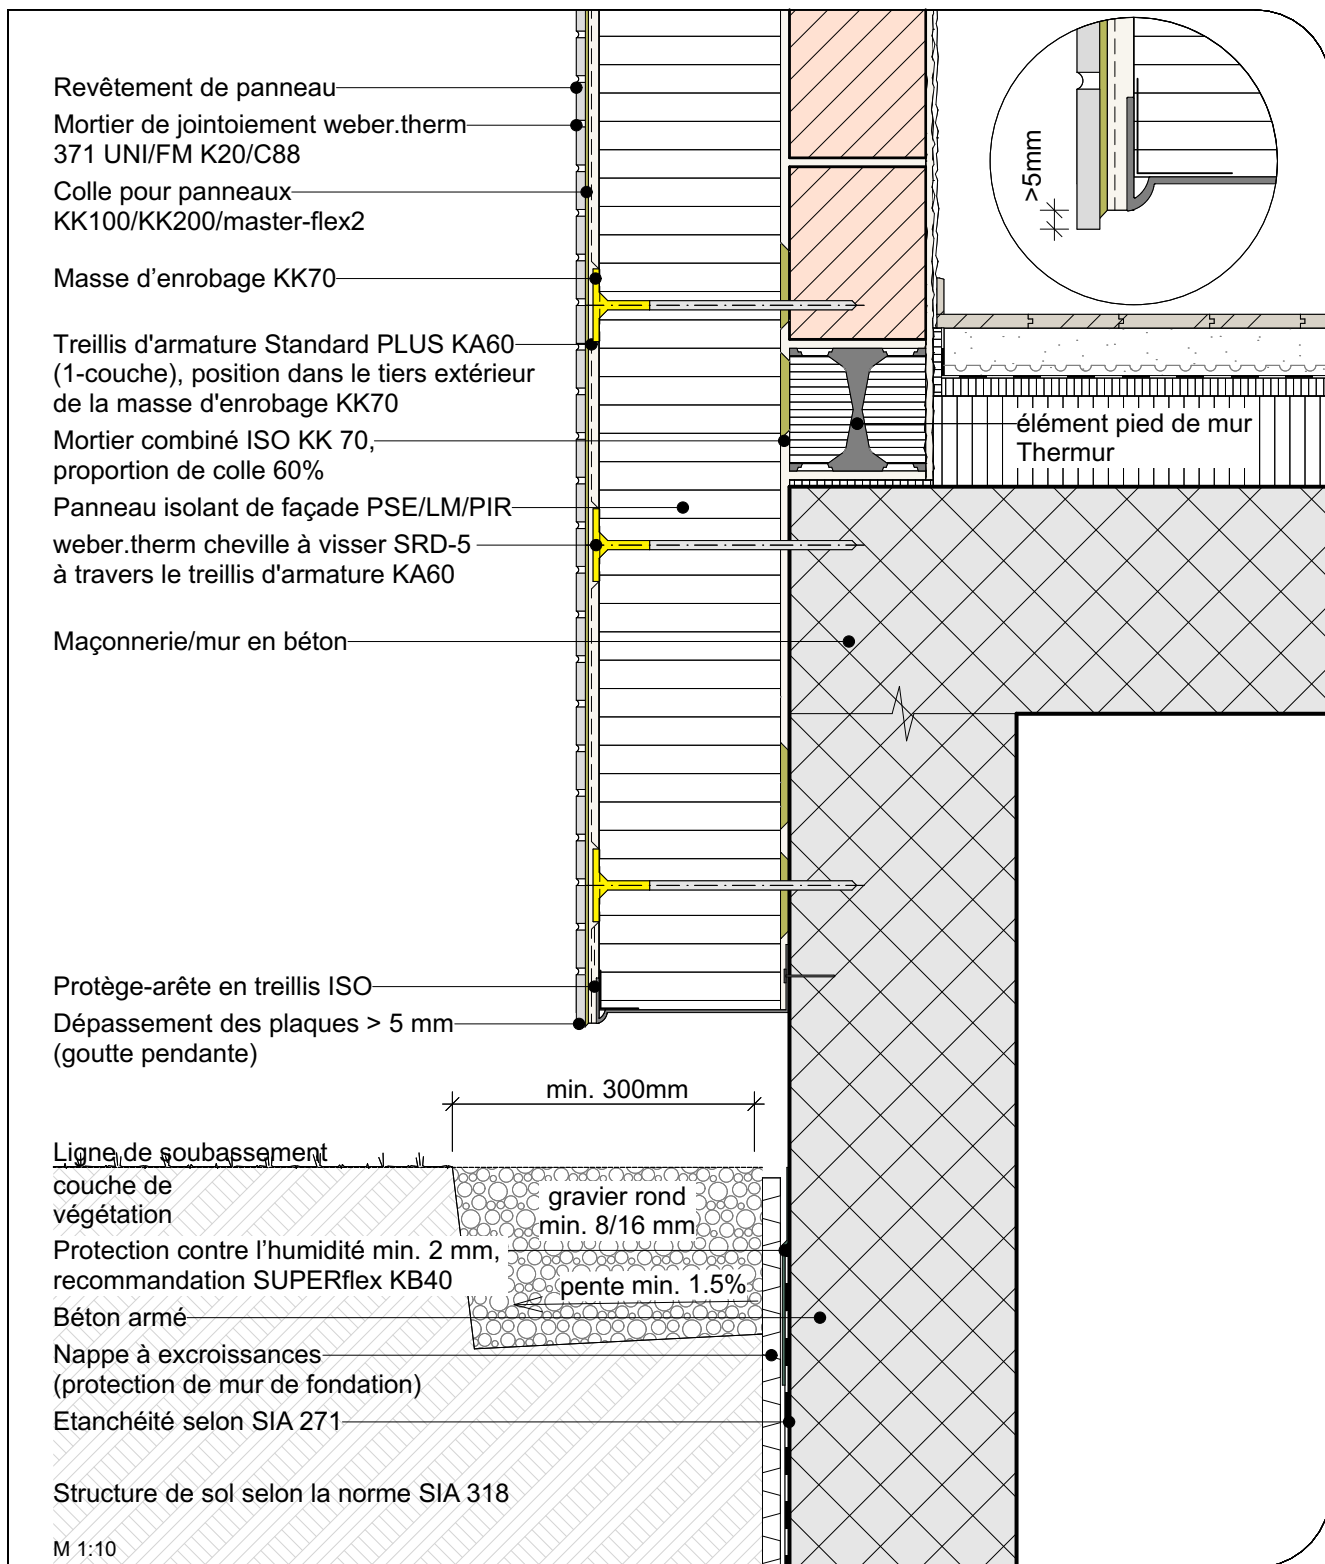 Revêtement de panneau
Mortier de jointoiement weber.therm
371 UNI/FM K20/C88
Colle pour panneaux
KK100/KK200/master-flex2
Masse d’enrobage KK70
Treillis d'armature Standard PLUS KA60
(1-couche), position dans le tiers extérieur
de la masse d'enrobage KK70
Mortier combiné ISO KK 70,
proportion de colle 60%
Panneau isolant de façade PSE/LM/PIR
weber.therm cheville à visser SRD-5
à travers le treillis d'armature KA60
Maçonnerie/mur en béton
>5mm
élément pied de mur
Thermur
Protège-arête en treillis ISO
Dépassement des plaques > 5 mm
(goutte pendante)
min. 300mm
Ligne de soubassement
couche de
végétation
gravier rond
min. 8/16 mm
Protection contre l’humidité min. 2 mm,
recommandation SUPERflex KB40
pente min. 1.5%
Béton armé
Nappe à excroissances
(protection de mur de fondation)
Etanchéité selon SIA 271
Structure de sol selon la norme SIA 318
M 1:10